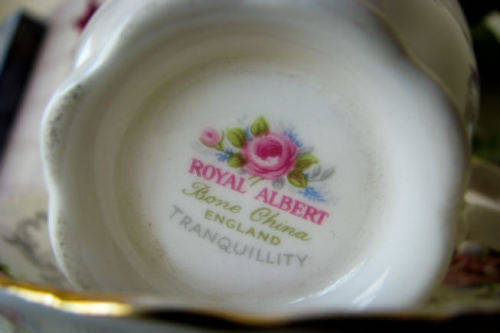 ROYAL ALBERT
Bone China
ENGLAND
TRANQUILLITY